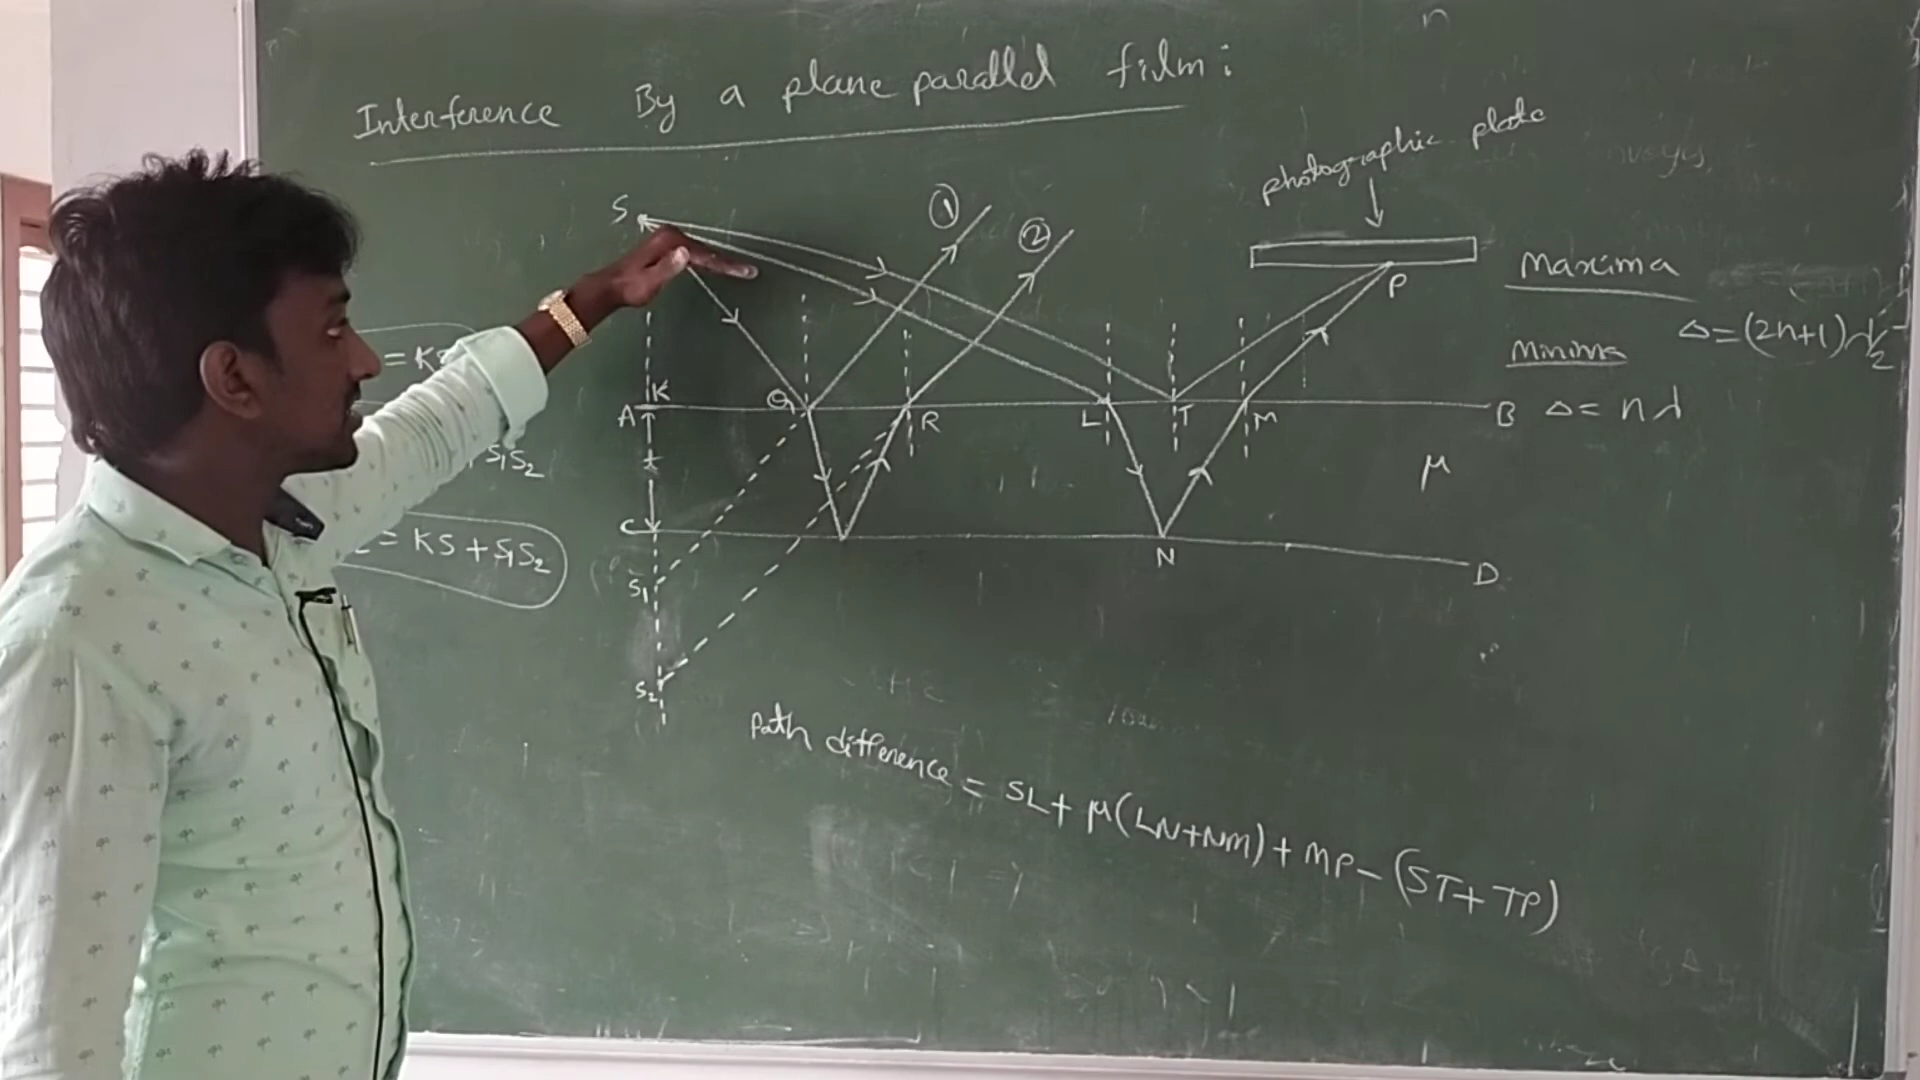 Interference By a plane parallel film:
photographic plate
S
①
②
P
Maxima
Δ=(2n+1)λ/2
Minima
Δ= nλ
K
A
Q
R
L
T
M
B
μ
t
C
N
D
S₁
S₂
S₁S₂
= KS + S₁S₂
Path difference = SL+ μ(LN+NM)+ MP-(ST+ TP)